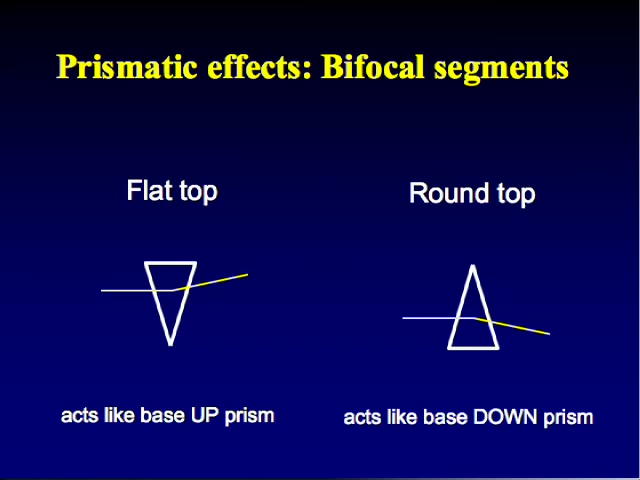 Prismatic effects: Bifocal segments
Flat top
Round top
acts like base UP prism
acts like base DOWN prism